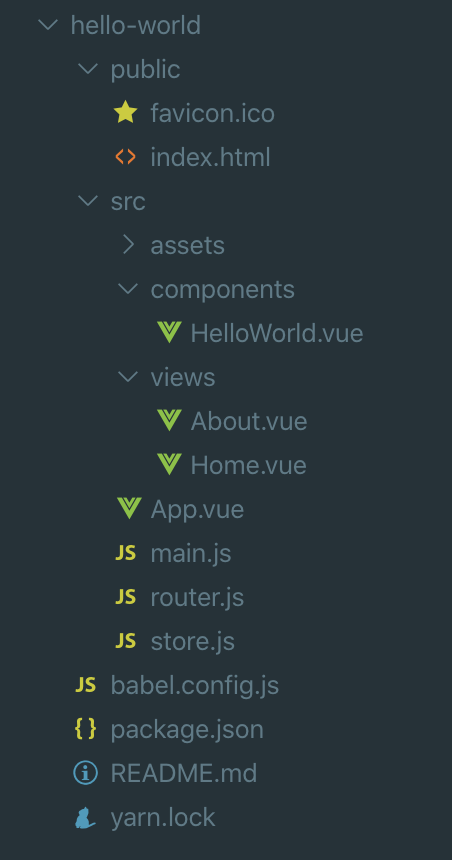 hello-world
public
favicon.ico
index.html
src
assets
components
HelloWorld.vue
views
About.vue
Home.vue
App.vue
JS main.js
JS router.js
JS store.js
JS babel.config.js
{ } package.json
README.md
yarn.lock